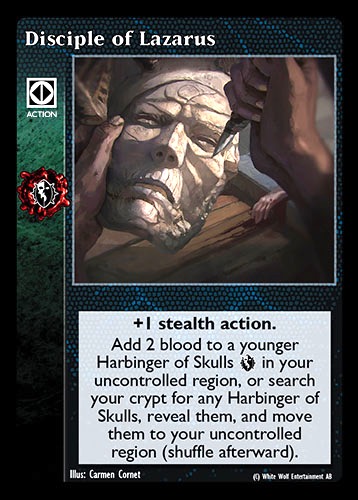 Disciple of Lazarus
ACTION
+1 stealth action.
Add 2 blood to a younger
Harbinger of Skulls in your
uncontrolled region, or search
your crypt for any Harbinger of
Skulls, reveal them, and move
them to your uncontrolled
region (shuffle afterward).
Illus: Carmen Cornet
(C) White Wolf Entertainment AB